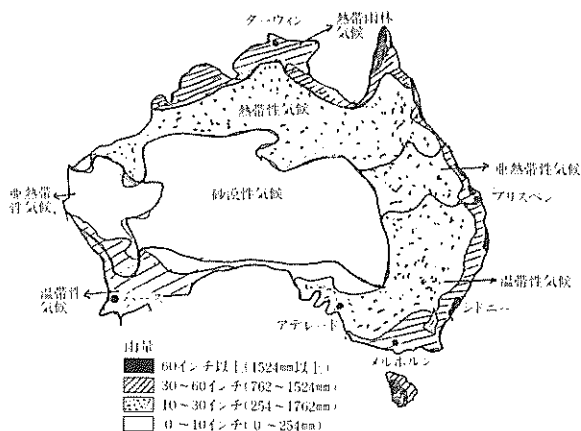 ダーウィン
熱帯雨林
気候
熱帯性気候
亜熱帯
性気候
砂漠性気候
亜熱帯性気候
ブリスベン
温帯性
気候
パース
温帯性気候
シドニー
アデレード
メルボルン
雨量
60インチ以上(1524mm以上)
30~60インチ(762~1524mm)
10~30インチ(254~1762mm)
0~10インチ(0~254mm)